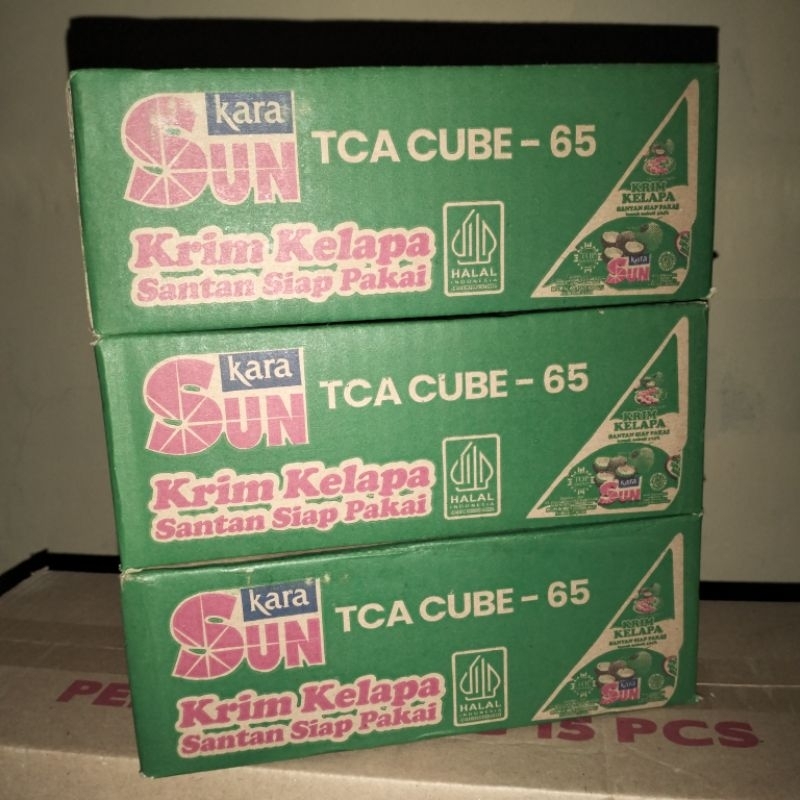 kara
SUN
TCA CUBE - 65
Krim Kelapa
Santan Siap Pakai
HALAL
INDONESIA
KRIM
KELAPA
SANTAN SIAP PAKAI
kara
SUN
kara
SUN
TCA CUBE - 65
Krim Kelapa
Santan Siap Pakai
HALAL
INDONESIA
KRIM
KELAPA
SANTAN SIAP PAKAI
kara
SUN
kara
SUN
TCA CUBE - 65
Krim Kelapa
Santan Siap Pakai
HALAL
INDONESIA
KRIM
KELAPA
SANTAN SIAP PAKAI
kara
SUN
15 PCS